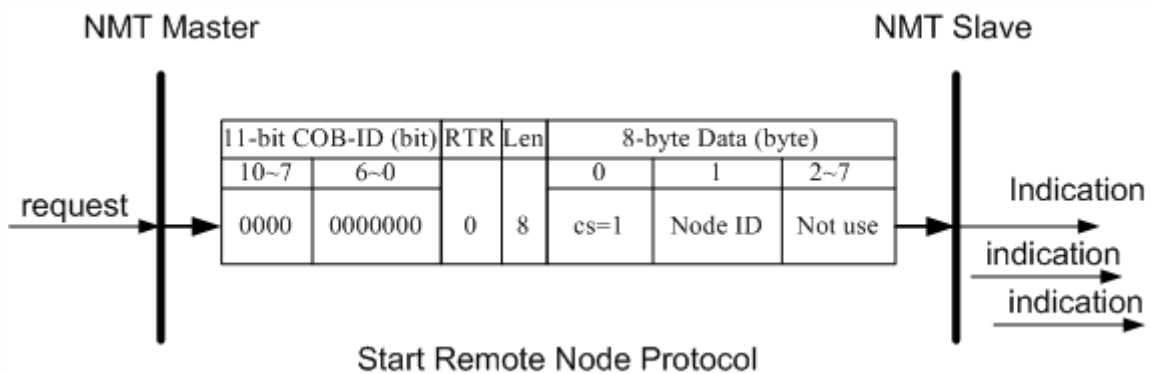 NMT Master NMT Slave
11-bit COB-ID (bit) RTR Len 8-byte Data (byte)
10~7 6~0 0 1 2~7
request 0000 0000000 0 8 cs=1 Node ID Not use Indication
indication
indication
Start Remote Node Protocol